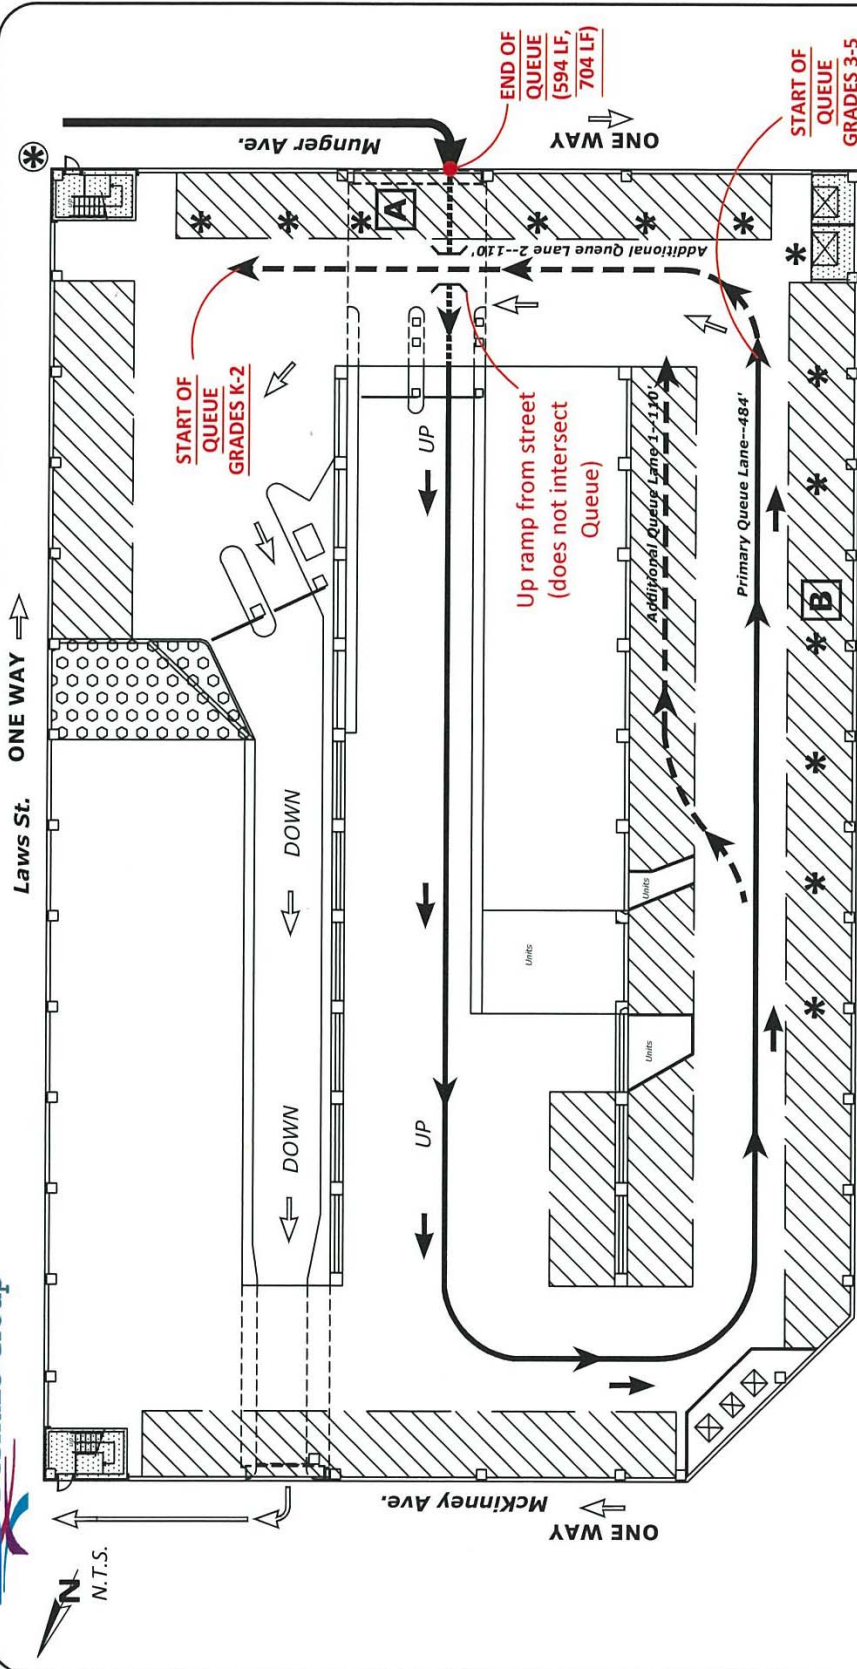 Laws St. ONE WAY
Munger Ave.
ONE WAY
END OF
QUEUE
(594 LF,
704 LF)
START OF
QUEUE
GRADES 3-5
START OF
QUEUE
GRADES K-2
A
Additional Queue Lane 2--110'
UP
Up ramp from street
(does not intersect
Queue)
Additional Queue Lane 1--110'
Primary Queue Lane--484'
B
DOWN
Units
Units
Units
DOWN
UP
McKinney Ave.
ONE WAY
N
N.T.S.
Group